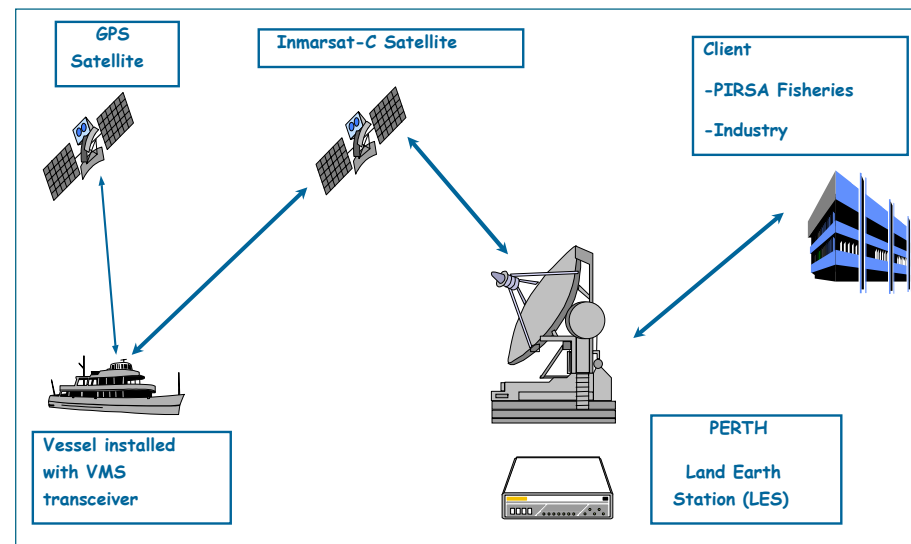 GPS
Satellite
Inmarsat-C Satellite
Client
-PIRSA Fisheries
-Industry
Vessel installed
with VMS
transceiver
PERTH
Land Earth
Station (LES)